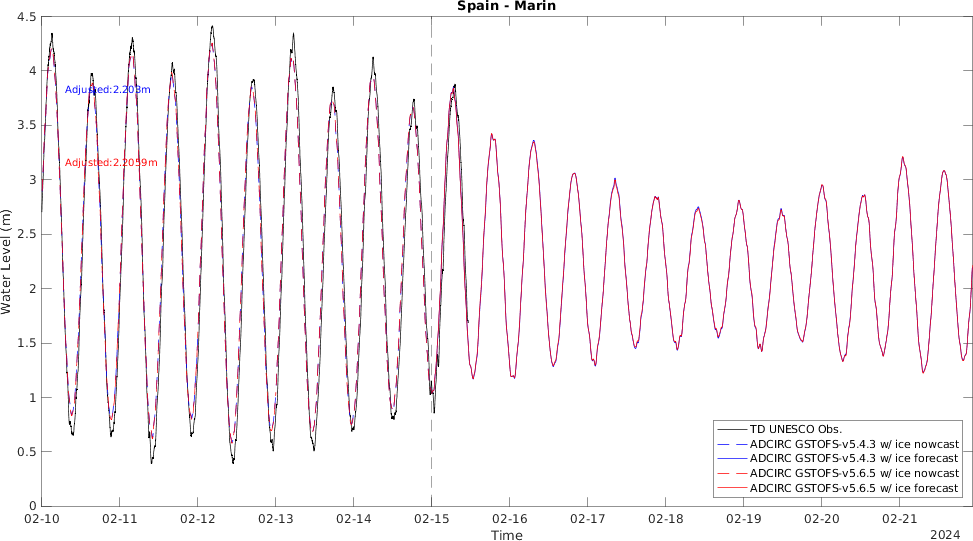 Spain - Marin
4.5
4
3.5
3
2.5
2
1.5
1
0.5
0
Water Level (m)
Adjusted:2.203m
Adjusted:2.2059m
TD UNESCO Obs.
ADCIRC GSTOFS-v5.4.3 w/ ice nowcast
ADCIRC GSTOFS-v5.4.3 w/ ice forecast
ADCIRC GSTOFS-v5.6.5 w/ ice nowcast
ADCIRC GSTOFS-v5.6.5 w/ ice forecast
02-10 02-11 02-12 02-13 02-14 02-15 02-16 02-17 02-18 02-19 02-20 02-21
Time
2024